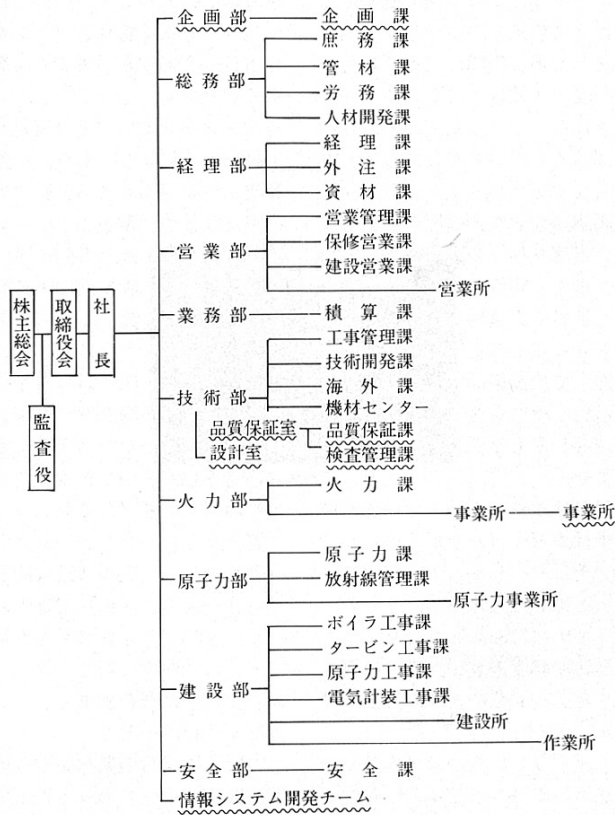 株主総会
監査役
取締役会
社長
企画部
企画課
総務部
庶務課
管材課
労務課
人材開発課
経理部
経理課
外注課
資材課
営業部
営業管理課
保修営業課
建設営業課
営業所
業務部
積算課
技術部
工事管理課
技術開発課
海外課
機材センター
品質保証室
品質保証課
検査管理課
設計室
火力部
火力課
事業所
事業所
原子力部
原子力課
放射線管理課
原子力事業所
建設部
ボイラ工事課
タービン工事課
原子力工事課
電気計装工事課
建設所
作業所
安全部
安全課
情報システム開発チーム